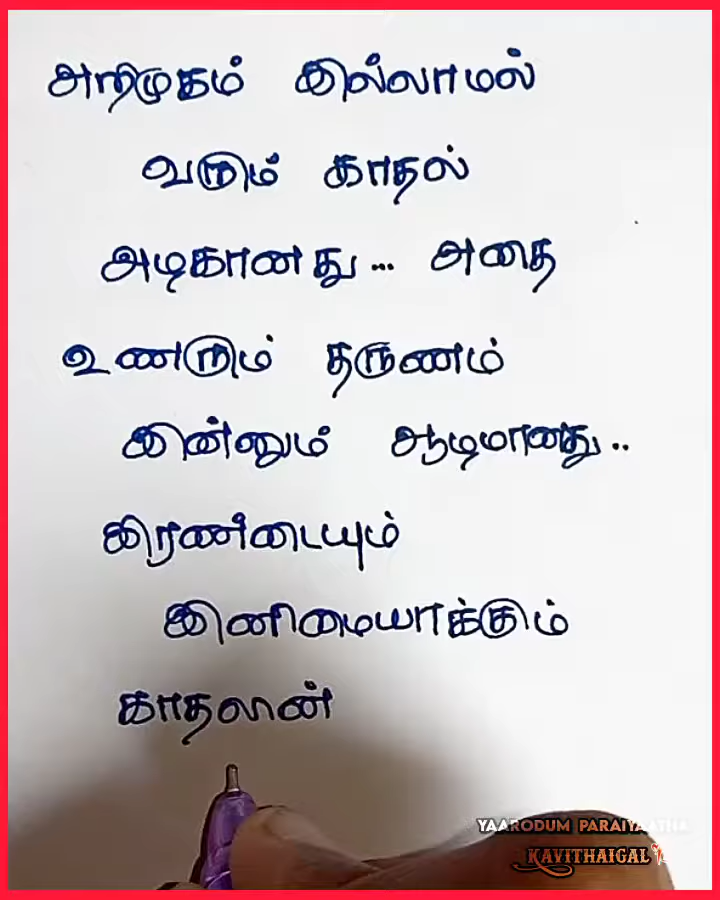 அறிமுகம் இல்லாமல்
வரும் காதல்
அழகானது... அதை
உணரும் தருணம்
இன்னும் ஆழமானது..
இரண்டையும்
இனிமையாக்கும்
காதலன்
YAARODUM PARAIYAATHA
KAVITHAIGAL